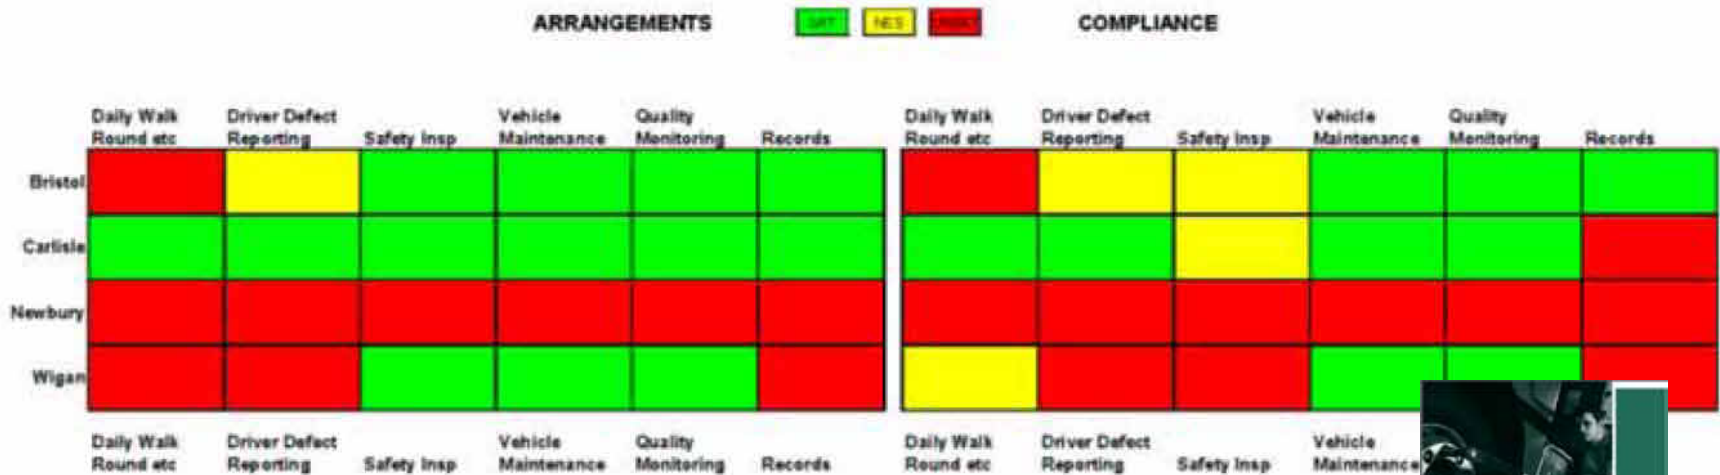 ARRANGEMENTS SAT NES UNSAT COMPLIANCE
Daily Walk Driver Defect Vehicle Quality Daily Walk Driver Defect Vehicle Quality
Round etc Reporting Safety Insp Maintenance Monitoring Records Round etc Reporting Safety Insp Maintenance Monitoring Records
Bristol
Carlisle
Newbury
Wigan
Daily Walk Driver Defect Vehicle Quality Daily Walk Driver Defect Vehicle
Round etc Reporting Safety Insp Maintenance Monitoring Records Round etc Reporting Safety Insp Maintenance